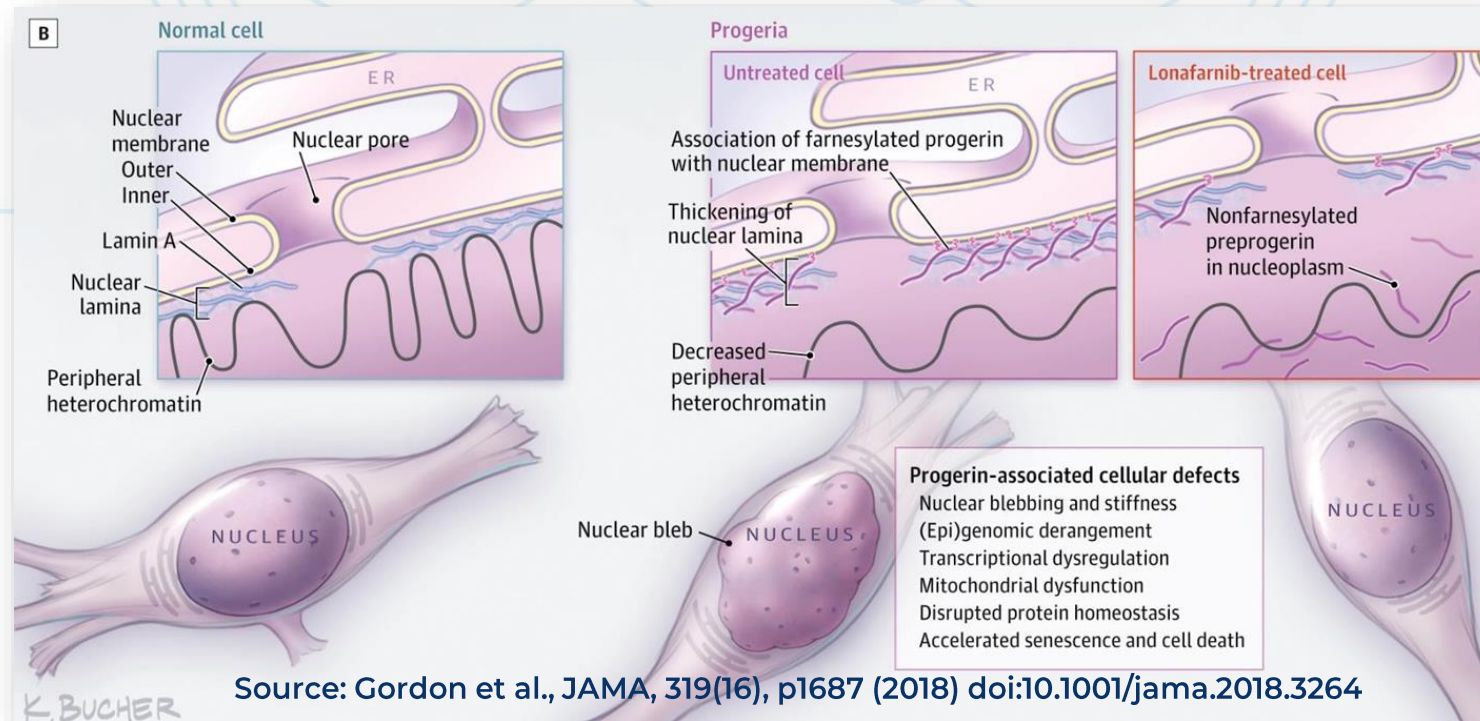 B
Normal cell
ER
Nuclear
membrane
Outer
Inner
Nuclear pore
Lamin A
Nuclear
lamina
Peripheral
heterochromatin
NUCLEUS
Progeria
Untreated cell
ER
Association of farnesylated progerin
with nuclear membrane
Thickening of
nuclear lamina
Decreased
peripheral
heterochromatin
Nuclear bleb
NUCLEUS
Lonafarnib-treated cell
Nonfarnesylated
preprogerin
in nucleoplasm
Progerin-associated cellular defects
Nuclear blebbing and stiffness
(Epi)genomic derangement
Transcriptional dysregulation
Mitochondrial dysfunction
Disrupted protein homeostasis
Accelerated senescence and cell death
NUCLEUS
K. BUCHER
Source: Gordon et al., JAMA, 319(16), p1687 (2018) doi:10.1001/jama.2018.3264